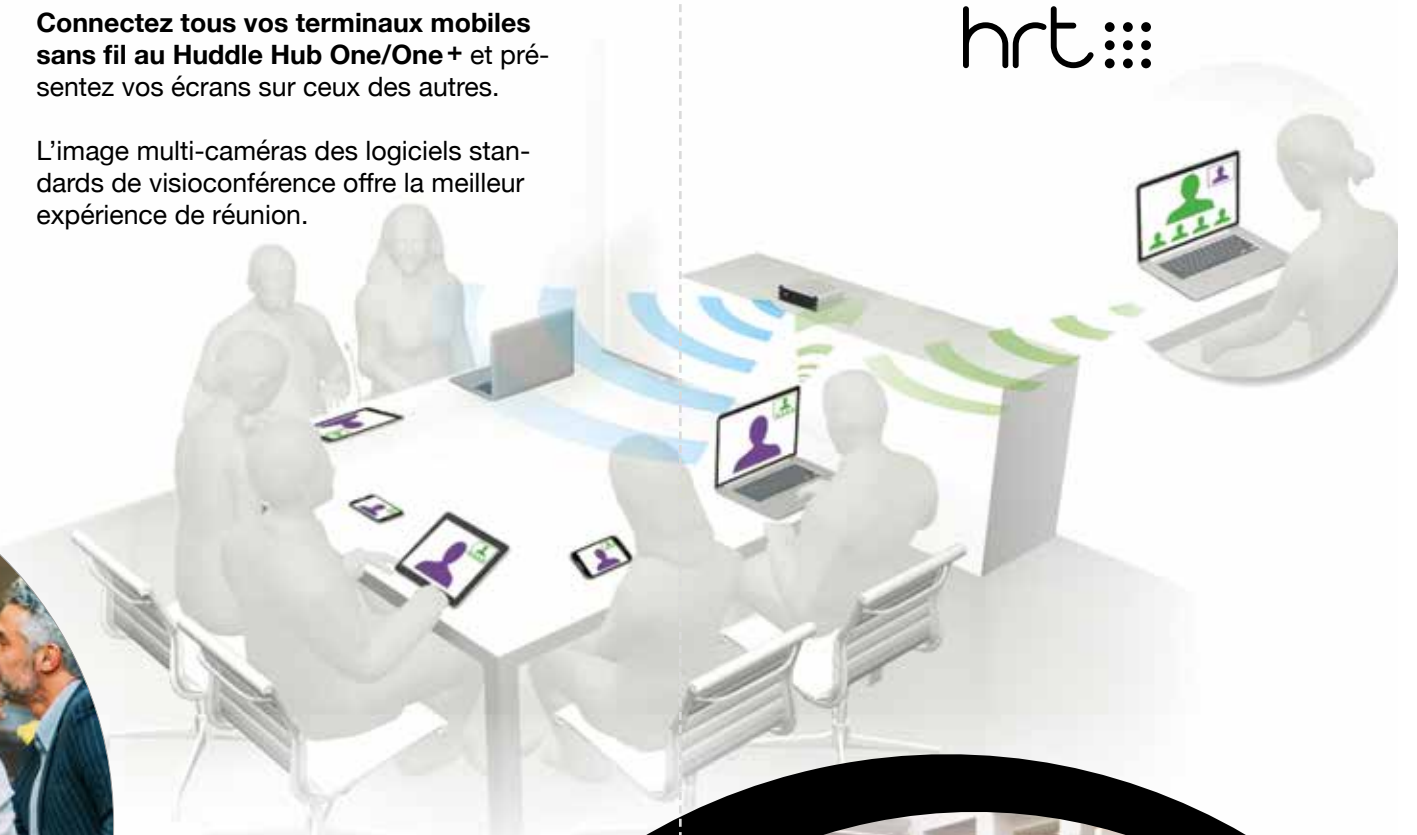 Connectez tous vos terminaux mobiles
sans fil au Huddle Hub One/One+ et pré-
sentez vos écrans sur ceux des autres.
L'image multi-caméras des logiciels stan-
dards de visioconférence offre la meilleur
expérience de réunion.
hrt